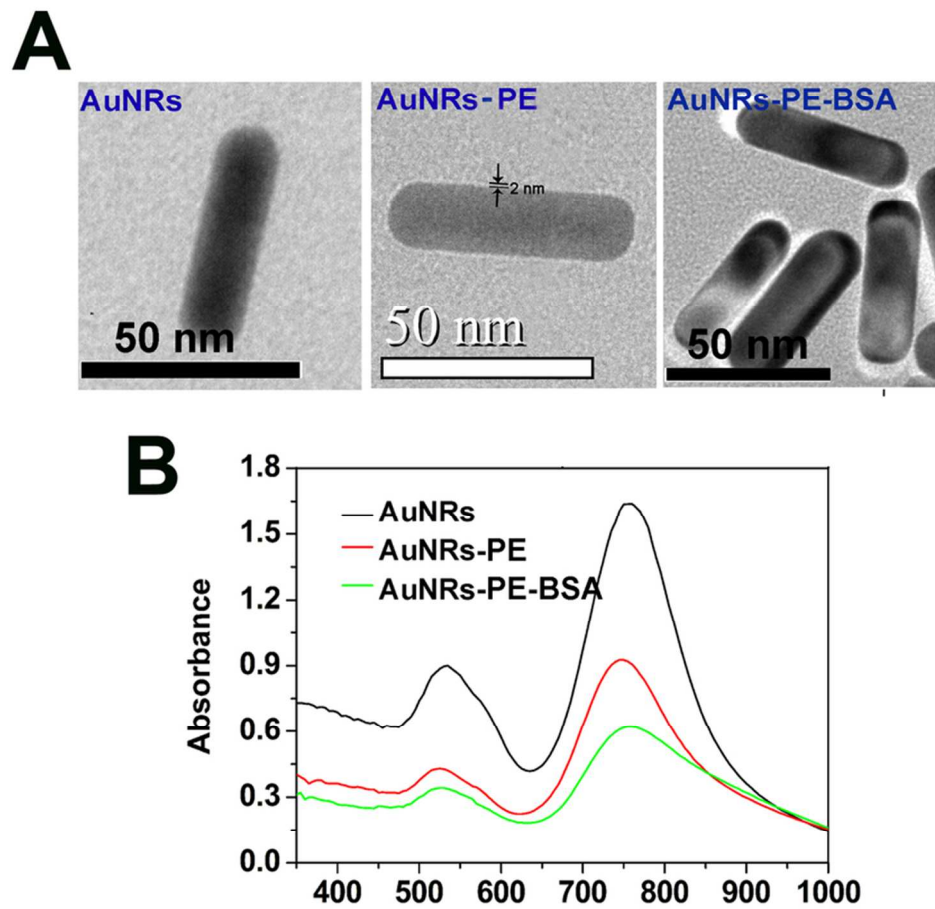 A
AuNRs
AuNRs-PE
AuNRs-PE-BSA
2 nm
50 nm
50 nm
50 nm
B
Absorbance
1.8
1.5
1.2
0.9
0.6
0.3
0.0
AuNRs
AuNRs-PE
AuNRs-PE-BSA
400 500 600 700 800 900 1000